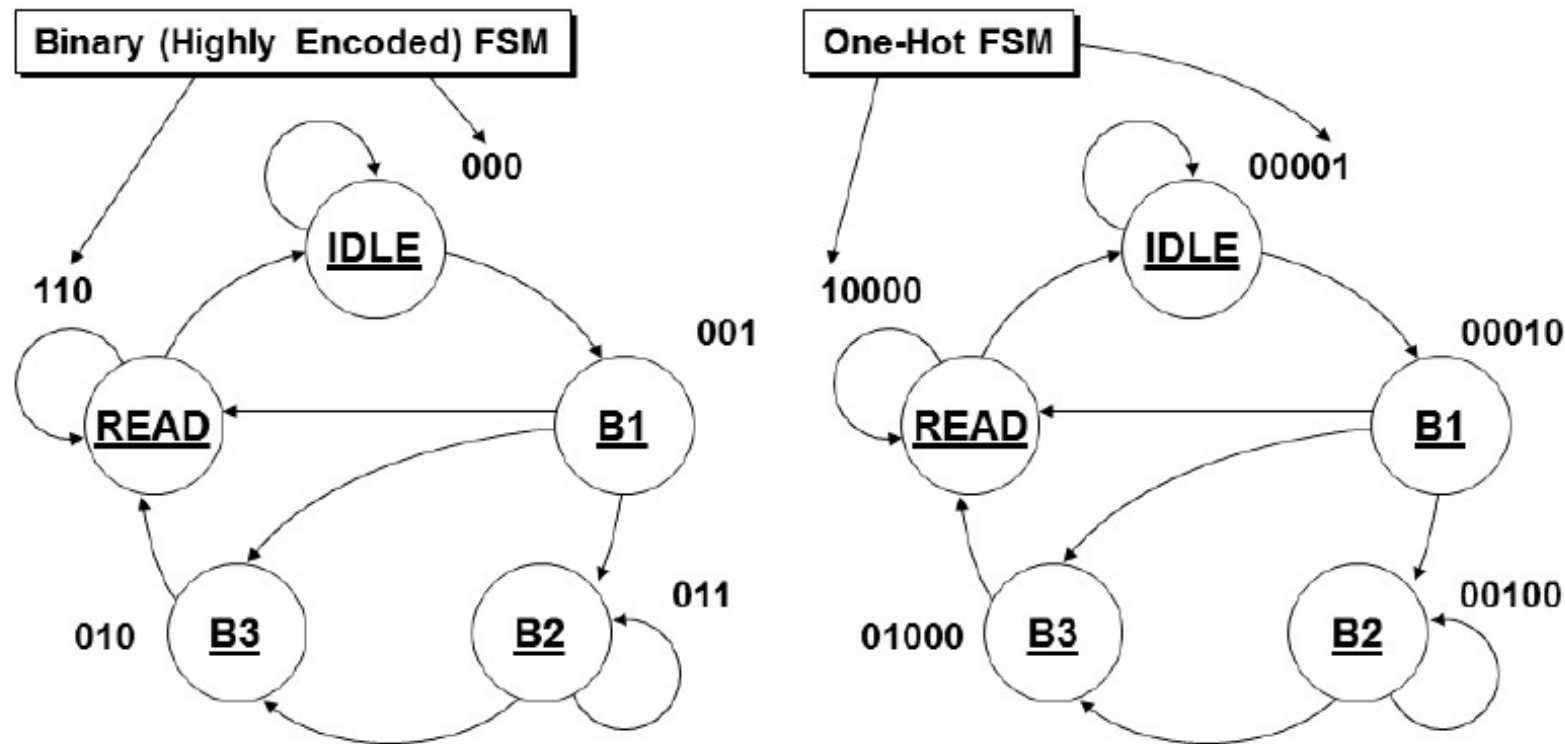 Binary (Highly Encoded) FSM
000
IDLE
110
001
READ
B1
011
010
B3
B2
One-Hot FSM
00001
IDLE
10000
00010
READ
B1
00100
01000
B3
B2